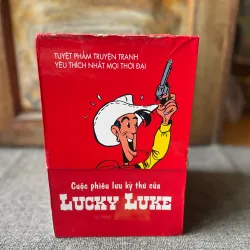 TUYỆT PHẨM TRUYỆN TRANH
YÊU THÍCH NHẤT MỌI THỜI ĐẠI
Cuộc phiêu lưu kỳ thú của
LUCKY LUKE